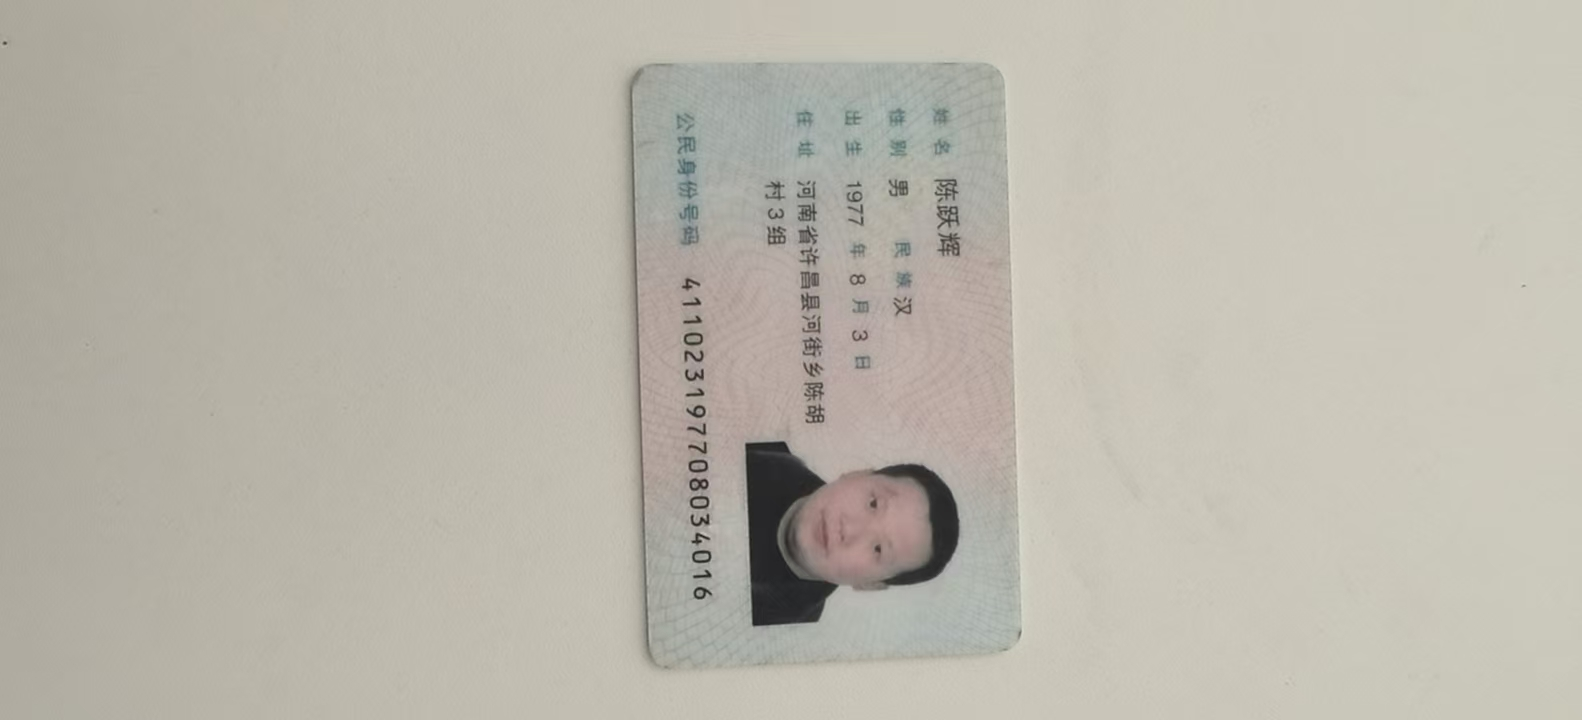 姓名 陈跃辉
性别 男 民族 汉
出生 1977 年 8 月 3 日
住址 河南省许昌县河街乡陈胡
村3组
公民身份号码 411023197708034016